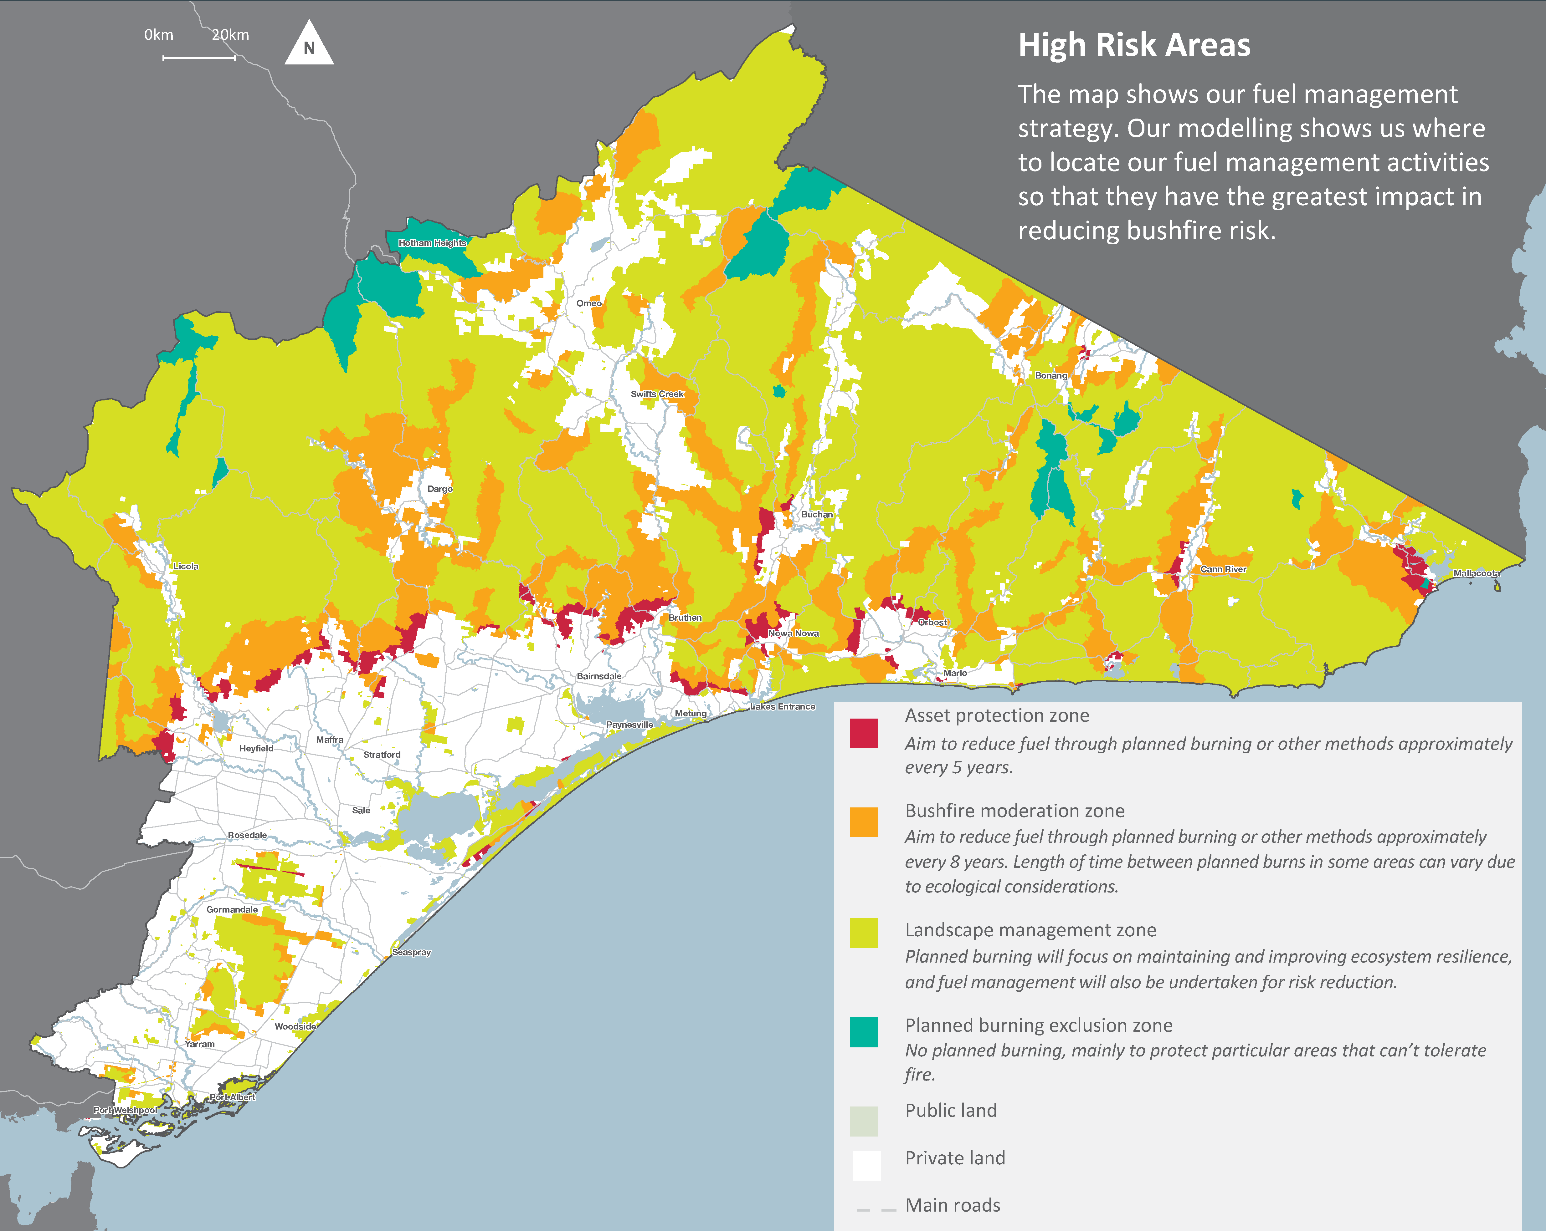 0km 20km
N
High Risk Areas
The map shows our fuel management
strategy. Our modelling shows us where
to locate our fuel management activities
so that they have the greatest impact in
reducing bushfire risk.
Hotham Heights
Omeo
Swifts Creek
Bonang
Dargo
Buchan
Licola
Cann River
Mallacoota
Bruthen
Nowa Nowa
Orbost
Bairnsdale
Marlo
Metung
Lakes Entrance
Paynesville
Heyfield
Maffra
Stratford
Sale
Rosedale
Gormandale
Seaspray
Woodside
Yarram
Port Albert
Port Welshpool
Asset protection zone
Aim to reduce fuel through planned burning or other methods approximately
every 5 years.
Bushfire moderation zone
Aim to reduce fuel through planned burning or other methods approximately
every 8 years. Length of time between planned burns in some areas can vary due
to ecological considerations.
Landscape management zone
Planned burning will focus on maintaining and improving ecosystem resilience,
and fuel management will also be undertaken for risk reduction.
Planned burning exclusion zone
No planned burning, mainly to protect particular areas that can't tolerate
fire.
Public land
Private land
Main roads